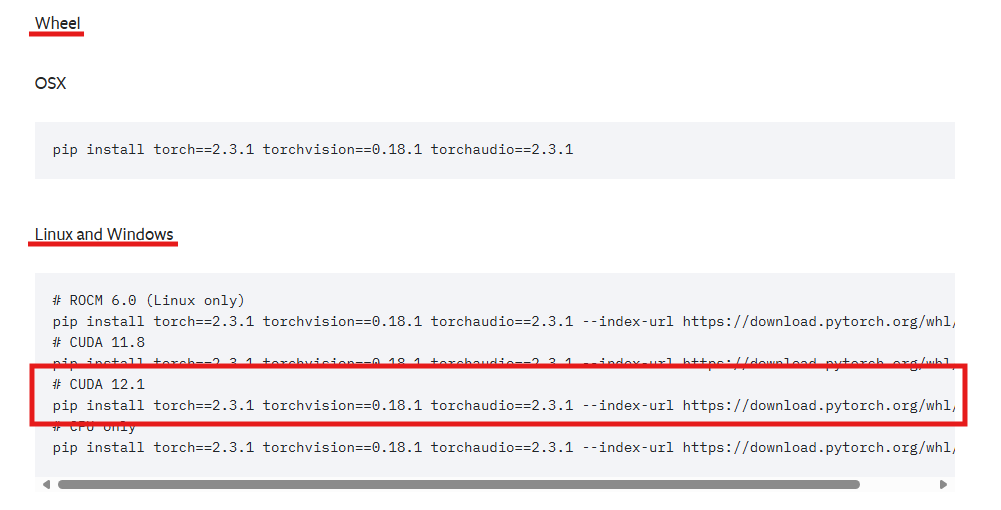 Wheel
OSX
pip install torch==2.3.1 torchvision==0.18.1 torchaudio==2.3.1
Linux and Windows
# ROCM 6.0 (Linux only)
pip install torch==2.3.1 torchvision==0.18.1 torchaudio==2.3.1 --index-url https://download.pytorch.org/whl/
# CUDA 11.8
pip install torch==2.3.1 torchvision==0.18.1 torchaudio==2.3.1 --index-url https://download.pytorch.org/whl/
# CUDA 12.1
pip install torch==2.3.1 torchvision==0.18.1 torchaudio==2.3.1 --index-url https://download.pytorch.org/whl/
# CPU only
pip install torch==2.3.1 torchvision==0.18.1 torchaudio==2.3.1 --index-url https://download.pytorch.org/whl/